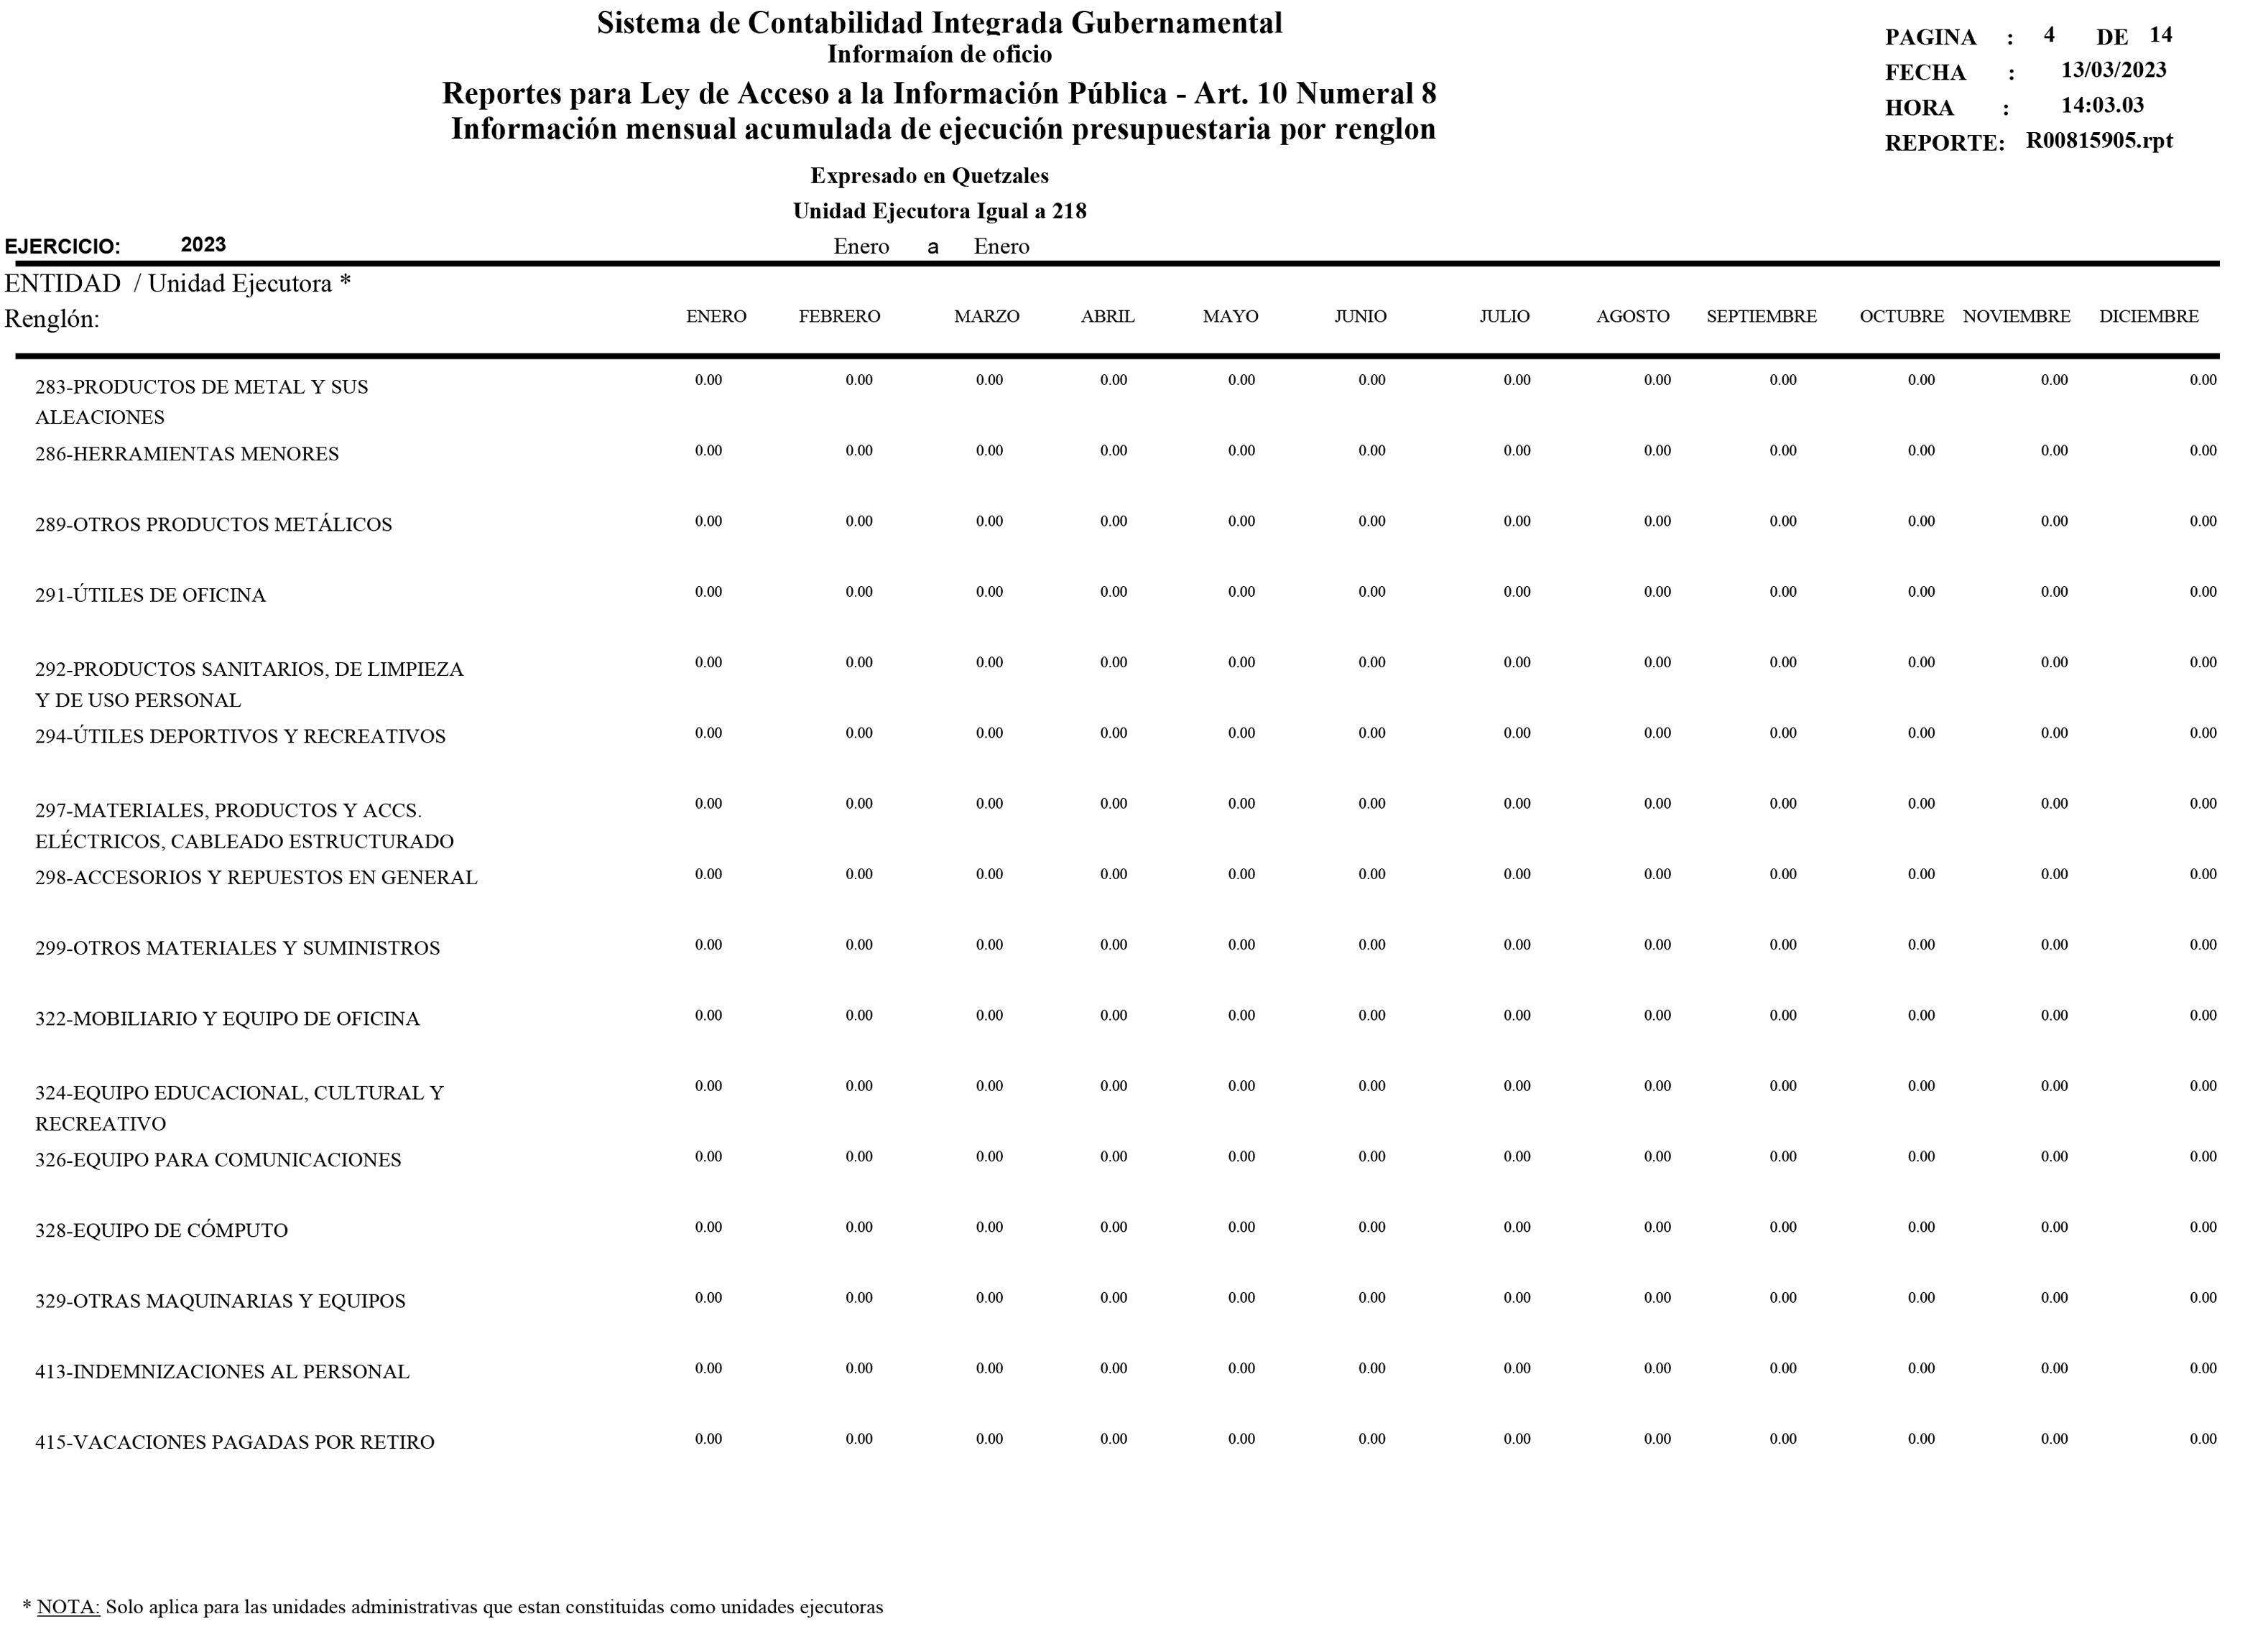 Sistema de Contabilidad Integrada Gubernamental
Informaíon de oficio
Reportes para Ley de Acceso a la Información Pública - Art. 10 Numeral 8
Información mensual acumulada de ejecución presupuestaria por renglon
Expresado en Quetzales
Unidad Ejecutora Igual a 218
PAGINA : 4 DE 14
FECHA : 13/03/2023
HORA : 14:03.03
REPORTE: R00815905.rpt
EJERCICIO: 2023 Enero a Enero
ENTIDAD / Unidad Ejecutora *
Renglón: ENERO FEBRERO MARZO ABRIL MAYO JUNIO JULIO AGOSTO SEPTIEMBRE OCTUBRE NOVIEMBRE DICIEMBRE
283-PRODUCTOS DE METAL Y SUS 0.00 0.00 0.00 0.00 0.00 0.00 0.00 0.00 0.00 0.00 0.00 0.00
ALEACIONES
286-HERRAMIENTAS MENORES 0.00 0.00 0.00 0.00 0.00 0.00 0.00 0.00 0.00 0.00 0.00 0.00
289-OTROS PRODUCTOS METÁLICOS 0.00 0.00 0.00 0.00 0.00 0.00 0.00 0.00 0.00 0.00 0.00 0.00
291-ÚTILES DE OFICINA 0.00 0.00 0.00 0.00 0.00 0.00 0.00 0.00 0.00 0.00 0.00 0.00
292-PRODUCTOS SANITARIOS, DE LIMPIEZA 0.00 0.00 0.00 0.00 0.00 0.00 0.00 0.00 0.00 0.00 0.00 0.00
Y DE USO PERSONAL
294-ÚTILES DEPORTIVOS Y RECREATIVOS 0.00 0.00 0.00 0.00 0.00 0.00 0.00 0.00 0.00 0.00 0.00 0.00
297-MATERIALES, PRODUCTOS Y ACCS. 0.00 0.00 0.00 0.00 0.00 0.00 0.00 0.00 0.00 0.00 0.00 0.00
ELÉCTRICOS, CABLEADO ESTRUCTURADO
298-ACCESORIOS Y REPUESTOS EN GENERAL 0.00 0.00 0.00 0.00 0.00 0.00 0.00 0.00 0.00 0.00 0.00 0.00
299-OTROS MATERIALES Y SUMINISTROS 0.00 0.00 0.00 0.00 0.00 0.00 0.00 0.00 0.00 0.00 0.00 0.00
322-MOBILIARIO Y EQUIPO DE OFICINA 0.00 0.00 0.00 0.00 0.00 0.00 0.00 0.00 0.00 0.00 0.00 0.00
324-EQUIPO EDUCACIONAL, CULTURAL Y 0.00 0.00 0.00 0.00 0.00 0.00 0.00 0.00 0.00 0.00 0.00 0.00
RECREATIVO
326-EQUIPO PARA COMUNICACIONES 0.00 0.00 0.00 0.00 0.00 0.00 0.00 0.00 0.00 0.00 0.00 0.00
328-EQUIPO DE CÓMPUTO 0.00 0.00 0.00 0.00 0.00 0.00 0.00 0.00 0.00 0.00 0.00 0.00
329-OTRAS MAQUINARIAS Y EQUIPOS 0.00 0.00 0.00 0.00 0.00 0.00 0.00 0.00 0.00 0.00 0.00 0.00
413-INDEMNIZACIONES AL PERSONAL 0.00 0.00 0.00 0.00 0.00 0.00 0.00 0.00 0.00 0.00 0.00 0.00
415-VACACIONES PAGADAS POR RETIRO 0.00 0.00 0.00 0.00 0.00 0.00 0.00 0.00 0.00 0.00 0.00 0.00
* NOTA: Solo aplica para las unidades administrativas que estan constituidas como unidades ejecutoras